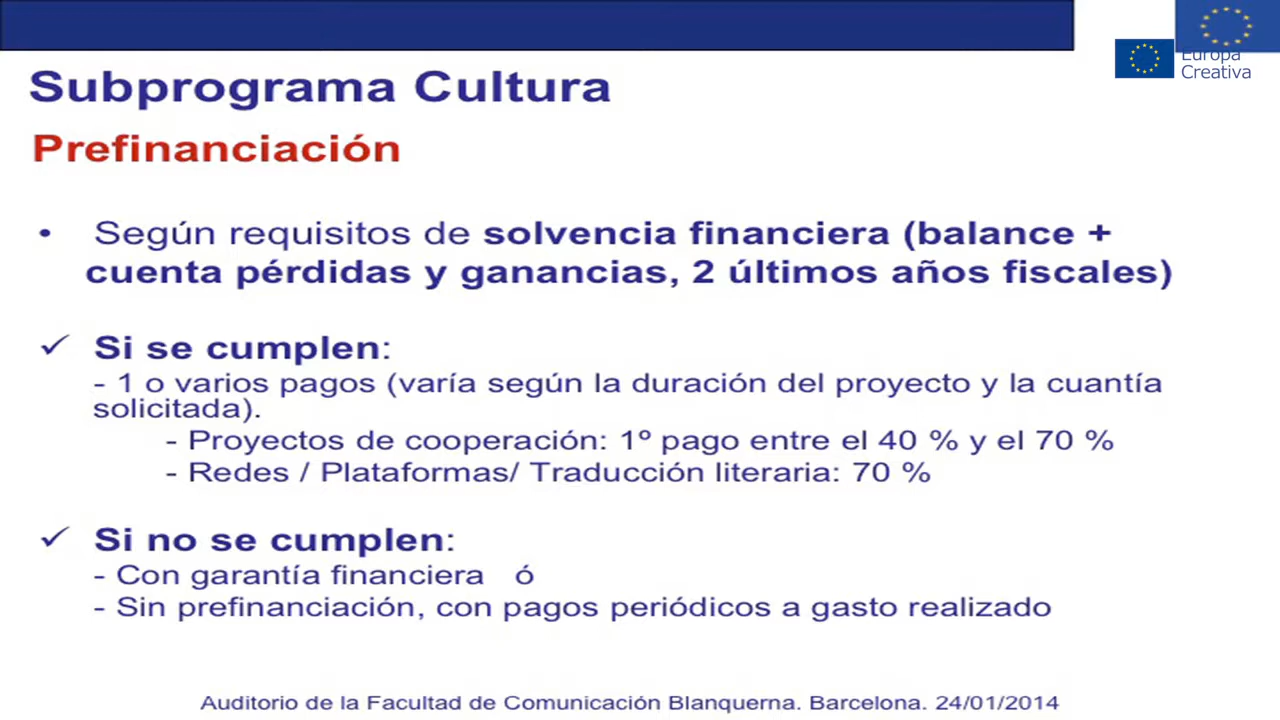 Europa
Creativa
Subprograma Cultura
Prefinanciación
• Según requisitos de solvencia financiera (balance +
cuenta pérdidas y ganancias, 2 últimos años fiscales)
✓ Si se cumplen:
- 1 o varios pagos (varía según la duración del proyecto y la cuantía
solicitada).
- Proyectos de cooperación: 1º pago entre el 40 % y el 70 %
- Redes / Plataformas/ Traducción literaria: 70 %
✓ Si no se cumplen:
- Con garantía financiera ó
- Sin prefinanciación, con pagos periódicos a gasto realizado
Auditorio de la Facultad de Comunicación Blanquerna. Barcelona. 24/01/2014